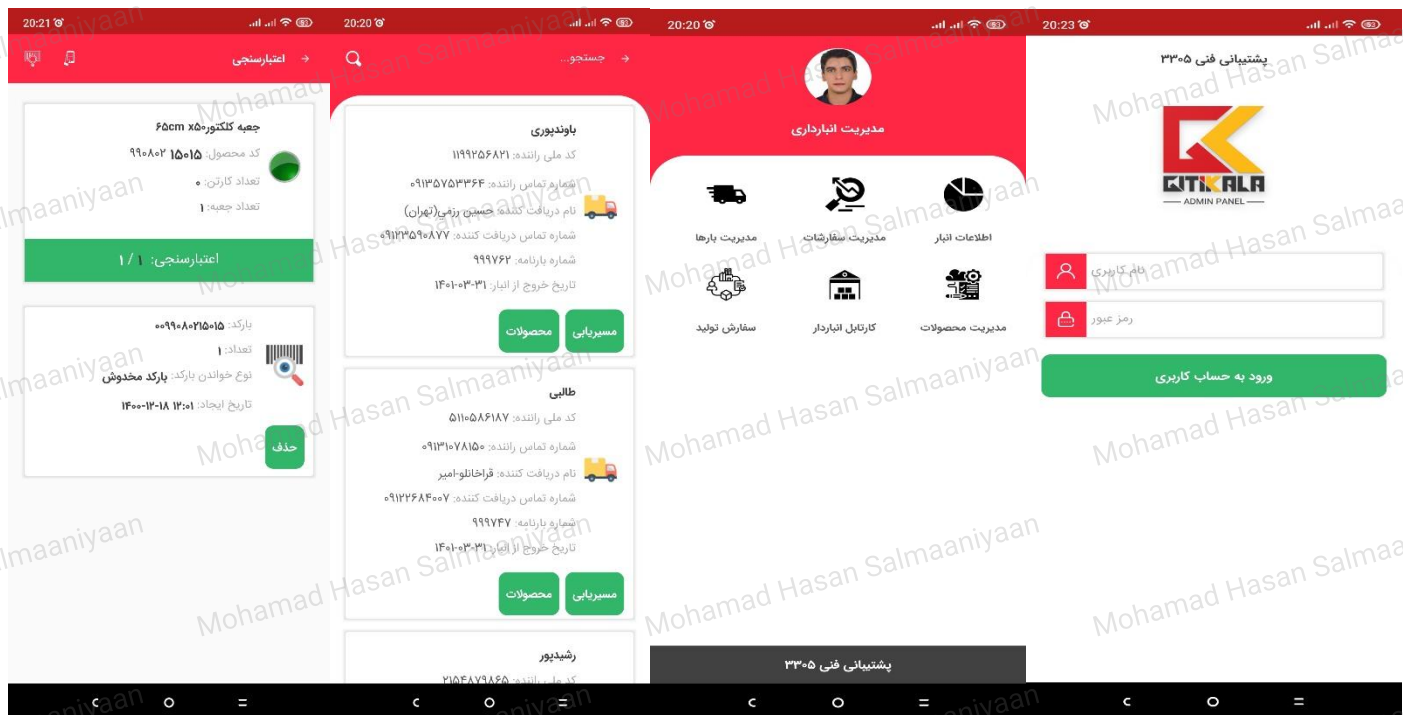 20:21
اعتبارسنجی
جعبه کلکتور۵۰x ۶۵cm
کد محصول: ۱۵۰۱۵ ۹۹۰۸۰۲
تعداد کارتن: ۰
تعداد جعبه: ۱
اعتبارسنجی: ۱ / ۱
بارکد: ۰۰۹۹۰۸۰۲۱۵۰۱۵
تعداد: ۱
نوع خواندن بارکد: بارکد مخدوش
تاریخ ایجاد: ۱۲:۰۱ ۱۴۰۰-۱۲-۱۸
حذف
20:20
جستجو...
باوندپوری
کد ملی راننده: ۱۱۹۹۲۵۶۸۲۱
شماره تماس راننده: ۰۹۱۳۵۷۵۳۳۶۴
نام دریافت کننده: حسین رزمی(تهران)
شماره تماس دریافت کننده: ۰۹۱۲۳۵۹۰۸۷۷
شماره بارنامه: ۹۹۹۷۶۲
تاریخ خروج از انبار: ۱۴۰۱-۰۳-۳۱
مسیریابی
محصولات
طالبی
کد ملی راننده: ۵۱۱۰۵۸۶۱۸۷
شماره تماس راننده: ۰۹۱۳۱۰۷۸۱۵۰
نام دریافت کننده: قراخانلو-امیر
شماره تماس دریافت کننده: ۰۹۱۲۲۶۸۴۰۰۷
شماره بارنامه: ۹۹۹۷۴۷
تاریخ خروج از انبار: ۱۴۰۱-۰۳-۳۱
مسیریابی
محصولات
رشیدپور
کد ملی راننده: ۲۱۵۴۸۷۹۸۶۵
20:20
مدیریت انبارداری
اطلاعات انبار
مدیریت سفارشات
مدیریت بارها
مدیریت محصولات
کارتابل انباردار
سفارش تولید
پشتیبانی فنی ۳۳۰۵
20:23
پشتیبانی فنی ۳۳۰۵
GITIKALA
ADMIN PANEL
نام کاربری
رمز عبور
ورود به حساب کاربری
Mohamad Hasan Salmaaniyaan